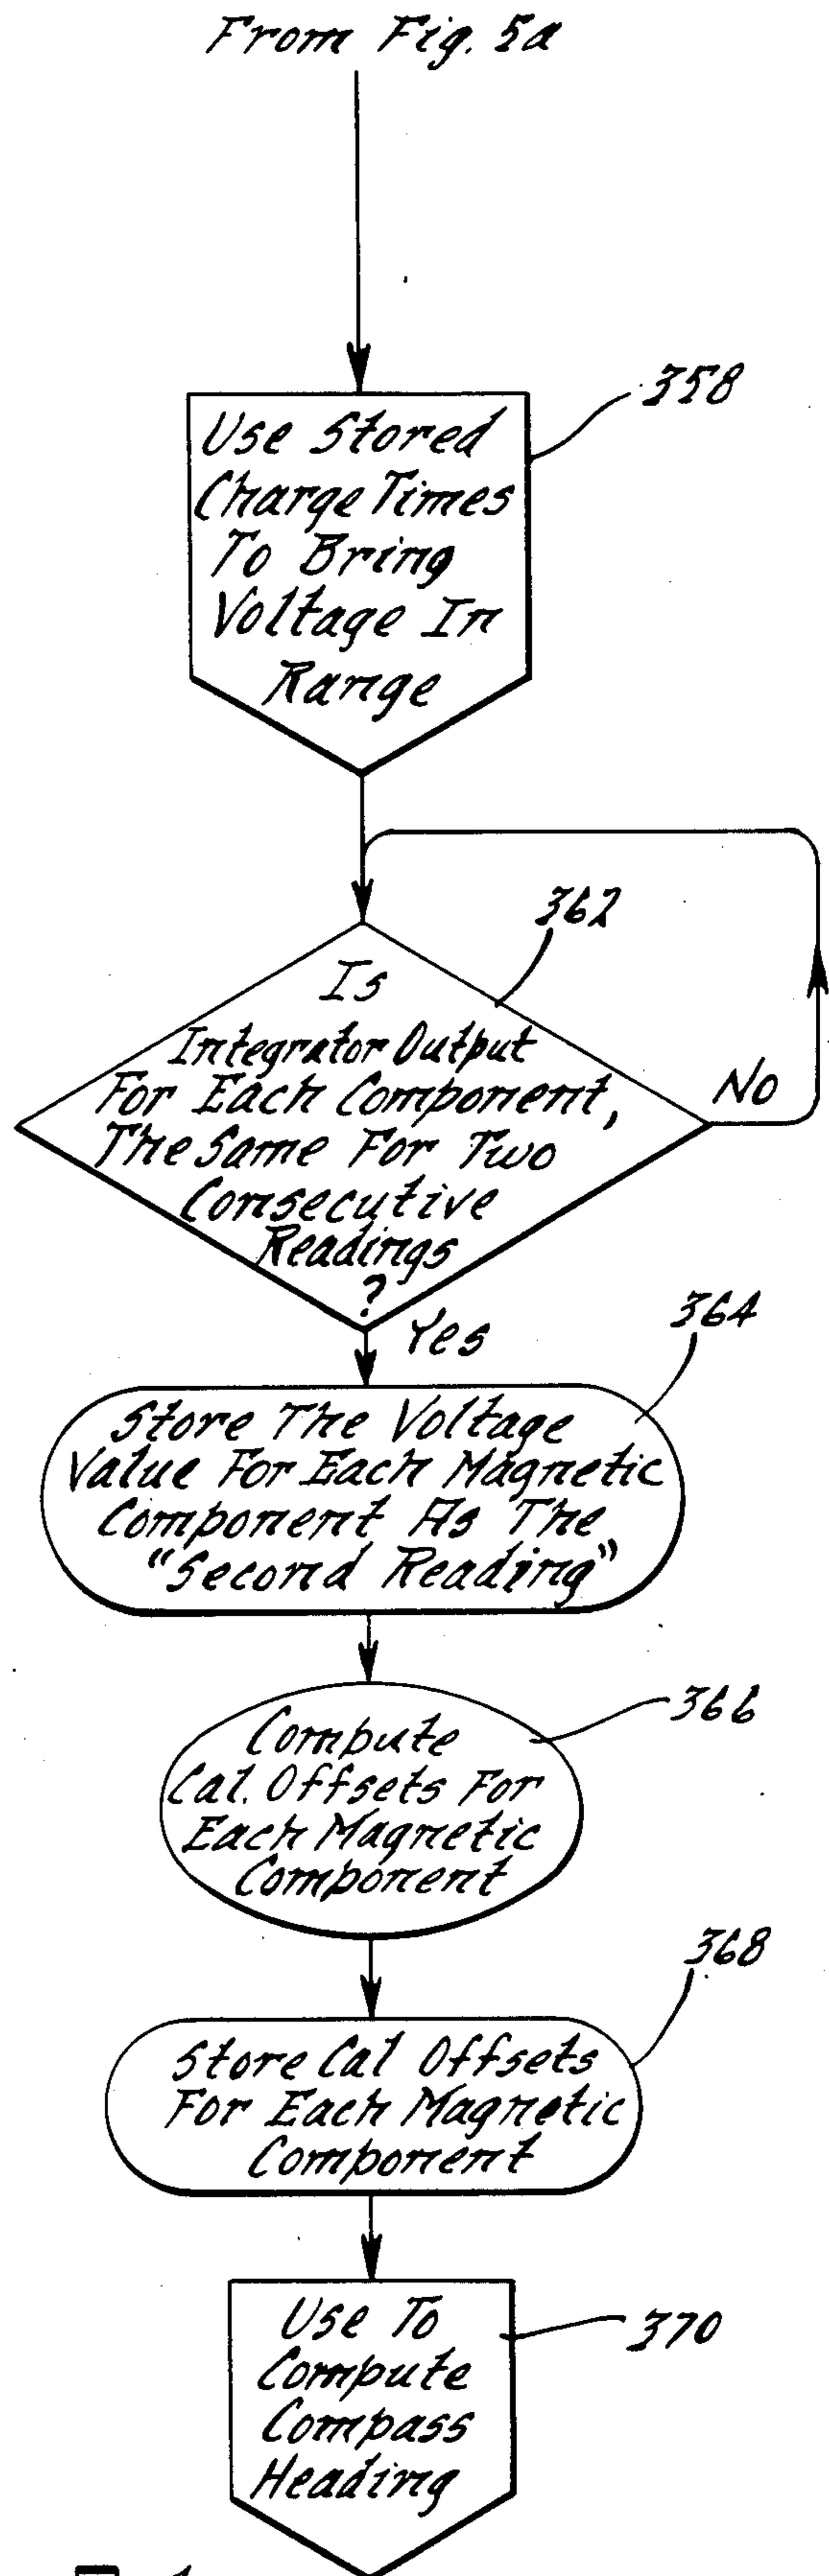 From Fig. 5a
358
Use Stored
Charge Times
To Bring
Voltage In
Range
362
Is
Integrator Output
For Each Component,
The Same For Two
Consecutive
Readings
?
No
Yes
364
Store The Voltage
Value For Each Magnetic
Component As The
"Second Reading"
366
Compute
Cal. Offsets For
Each Magnetic
Component
368
Store Cal Offsets
For Each Magnetic
Component
370
Use To
Compute
Compass
Heading